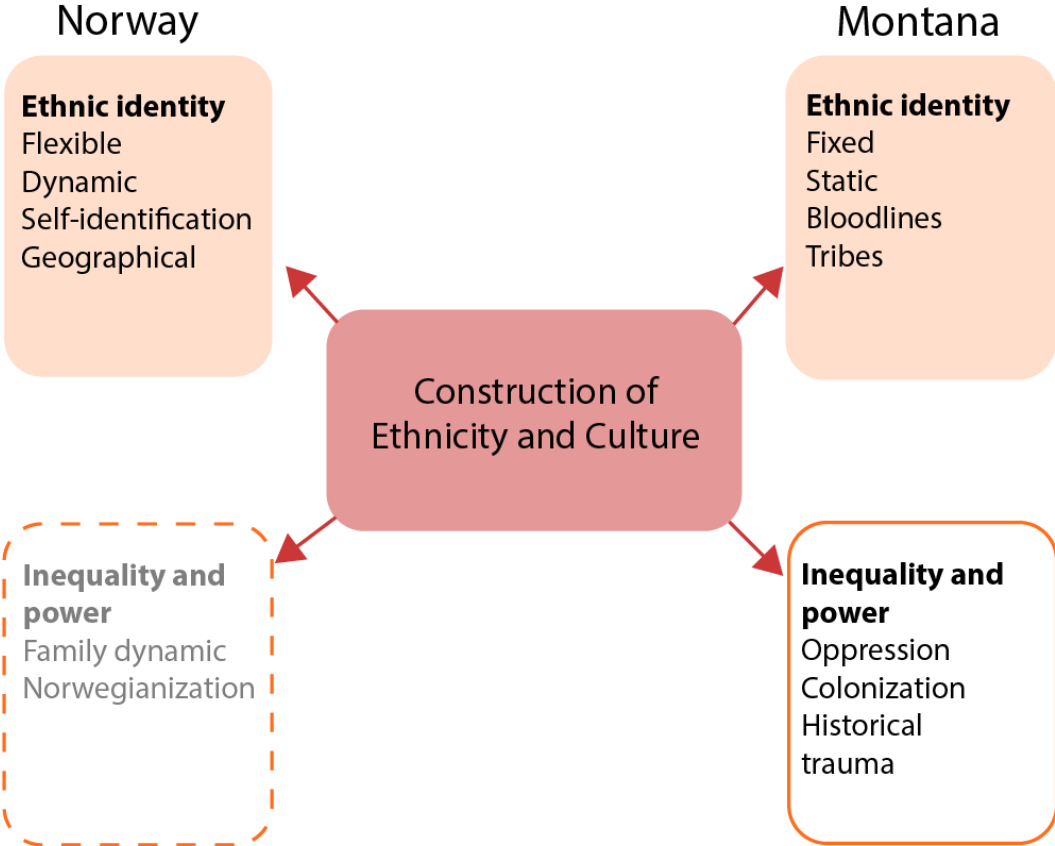 Norway
Montana
Ethnic identity
Flexible
Dynamic
Self-identification
Geographical
Ethnic identity
Fixed
Static
Bloodlines
Tribes
Construction of
Ethnicity and Culture
Inequality and
power
Family dynamic
Norwegianization
Inequality and
power
Oppression
Colonization
Historical
trauma